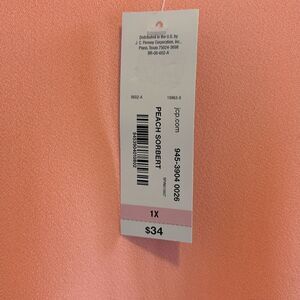 Distributed in the U.S. by
J. C. Penney Corporation, Inc.
Plano, Texas 75024-3698
jcp.com
945-3904 0026
PEACH SORBERT
1X
$34